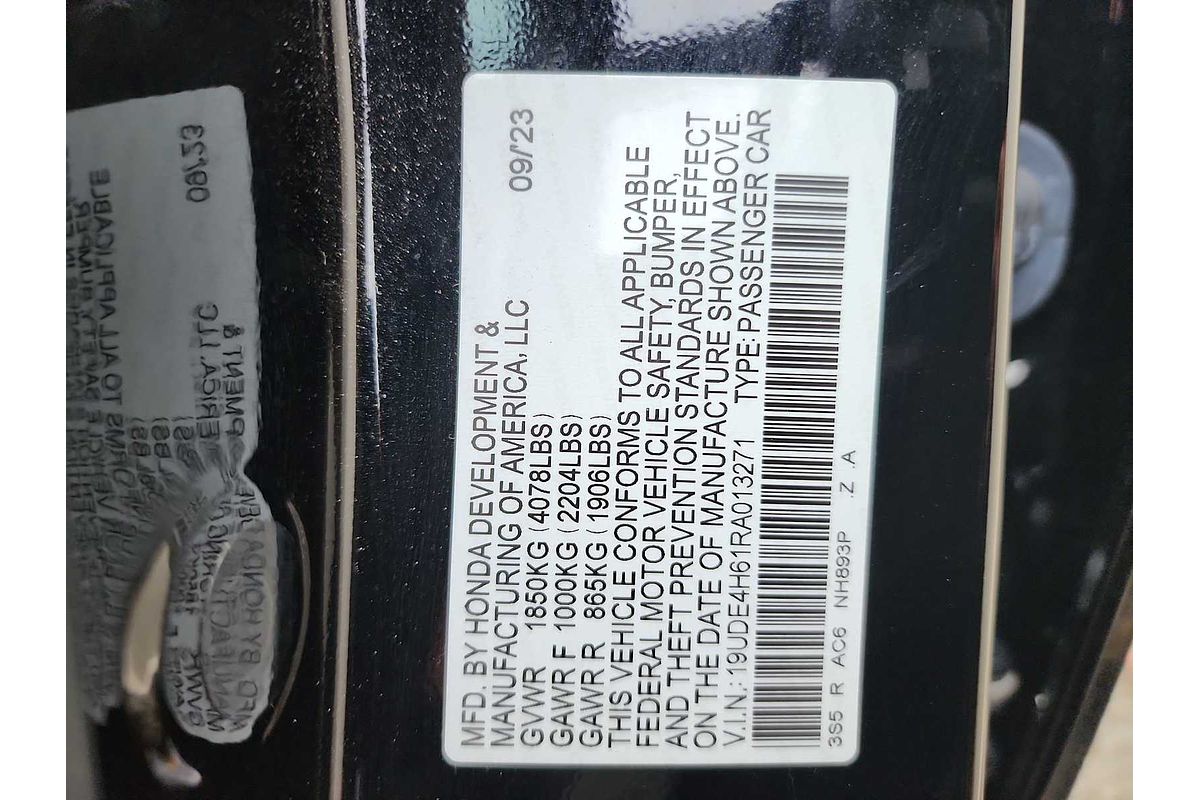 MFD. BY HONDA DEVELOPMENT &
MANUFACTURING OF AMERICA, LLC 09/23
GVWR 1850KG (4078LBS)
GAWR F 1000KG (2204LBS)
GAWR R 865KG (1906LBS)
THIS VEHICLE CONFORMS TO ALL APPLICABLE
FEDERAL MOTOR VEHICLE SAFETY, BUMPER,
AND THEFT PREVENTION STANDARDS IN EFFECT
ON THE DATE OF MANUFACTURE SHOWN ABOVE.
V.I.N.: 19UDE4H61RA013271 TYPE: PASSENGER CAR
3S5 R AC6 NH893P .Z .A